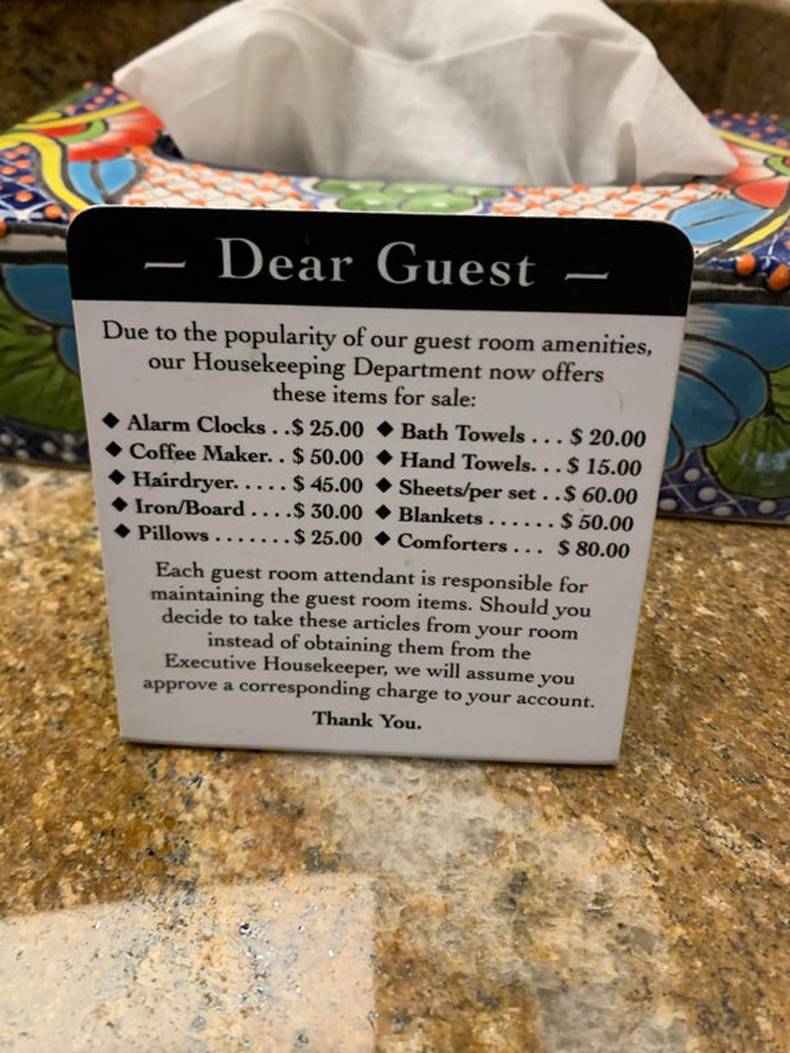 — Dear Guest —
Due to the popularity of our guest room amenities,
our Housekeeping Department now offers
these items for sale:
◆ Alarm Clocks . .$ 25.00 ◆ Bath Towels . . . $ 20.00
◆ Coffee Maker. . $ 50.00 ◆ Hand Towels. . . $ 15.00
◆ Hairdryer. . . . . $ 45.00 ◆ Sheets/per set . .$ 60.00
◆ Iron/Board . . . .$ 30.00 ◆ Blankets . . . . . . $ 50.00
◆ Pillows . . . . . . .$ 25.00 ◆ Comforters . . . $ 80.00
Each guest room attendant is responsible for
maintaining the guest room items. Should you
decide to take these articles from your room
instead of obtaining them from the
Executive Housekeeper, we will assume you
approve a corresponding charge to your account.
Thank You.